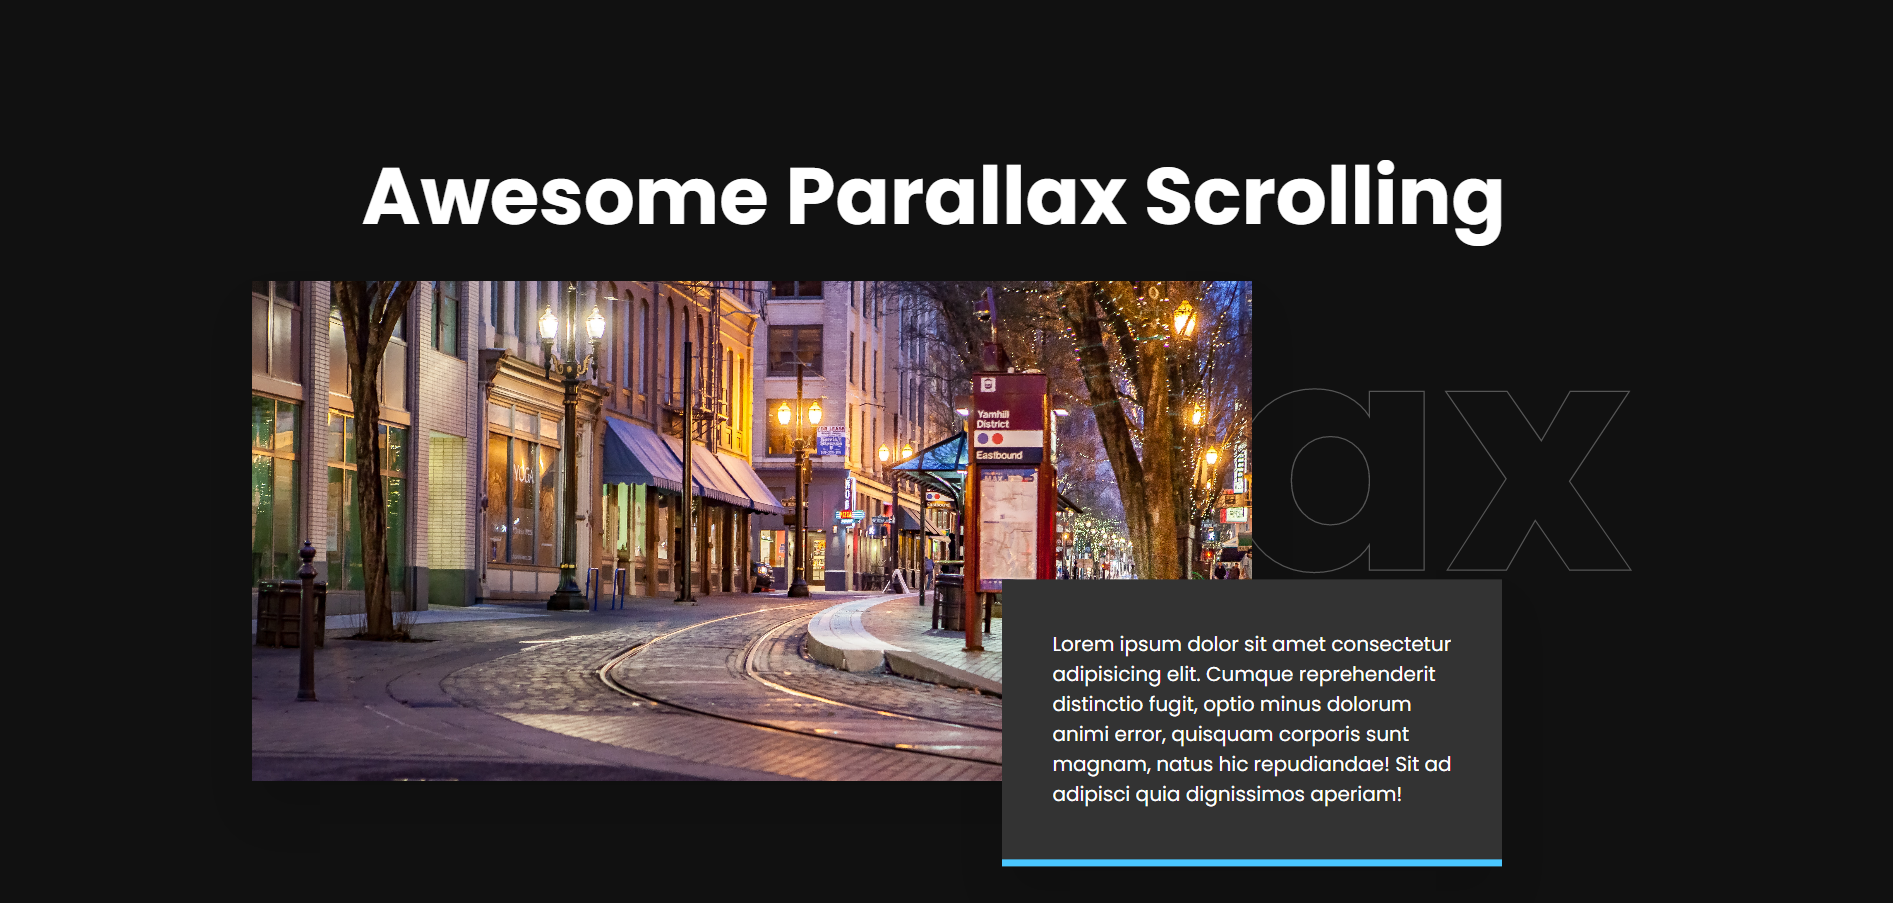 Awesome Parallax Scrolling
Yamhill
District
Eastbound
YOGA
ax
Lorem ipsum dolor sit amet consectetur
adipisicing elit. Cumque reprehenderit
distinctio fugit, optio minus dolorum
animi error, quisquam corporis sunt
magnam, natus hic repudiandae! Sit ad
adipisci quia dignissimos aperiam!